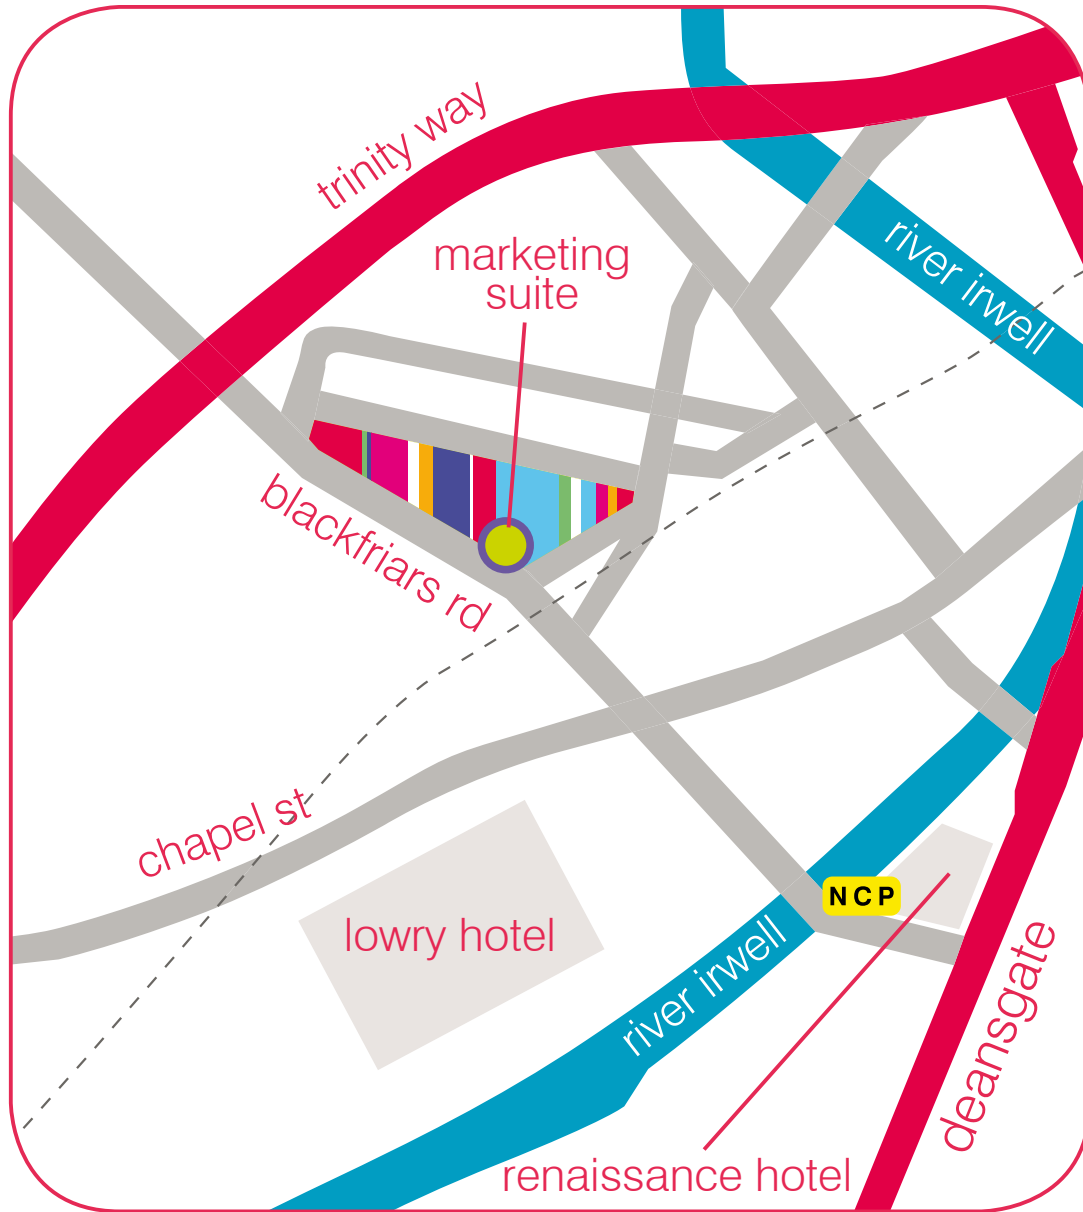 trinity way
marketing
suite
river irwell
blackfriars rd
chapel st
NCP
lowry hotel
river irwell
deansgate
renaissance hotel